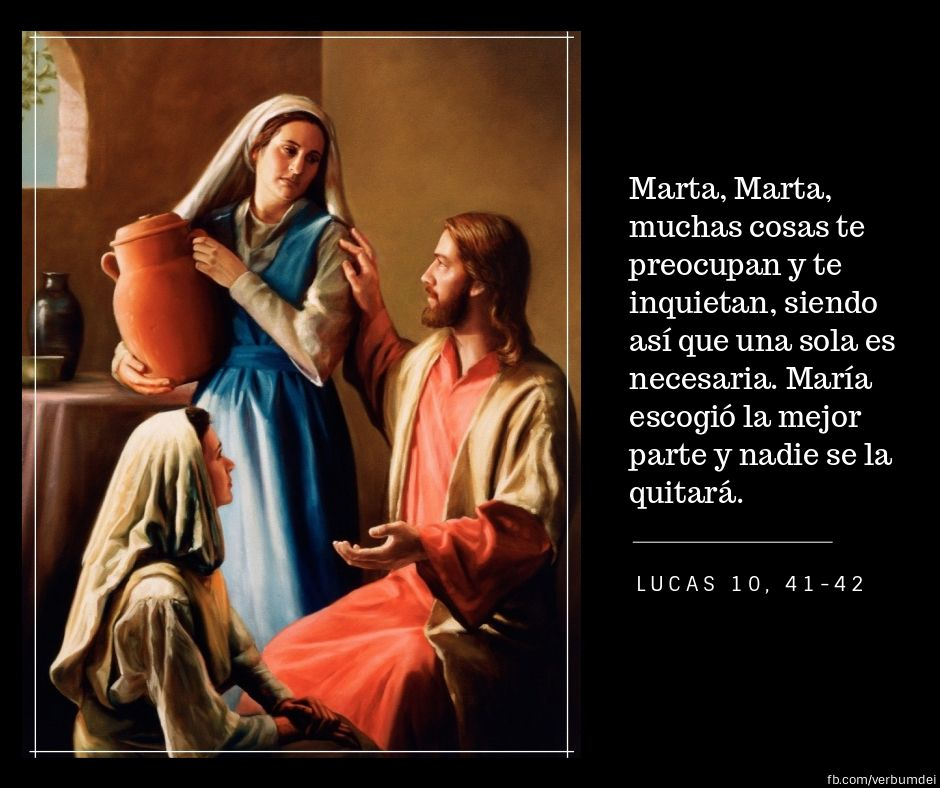 Marta, Marta,
muchas cosas te
preocupan y te
inquietan, siendo
así que una sola es
necesaria. María
escogió la mejor
parte y nadie se la
quitará.
LUCAS 10, 41-42
fb.com/verbumdei